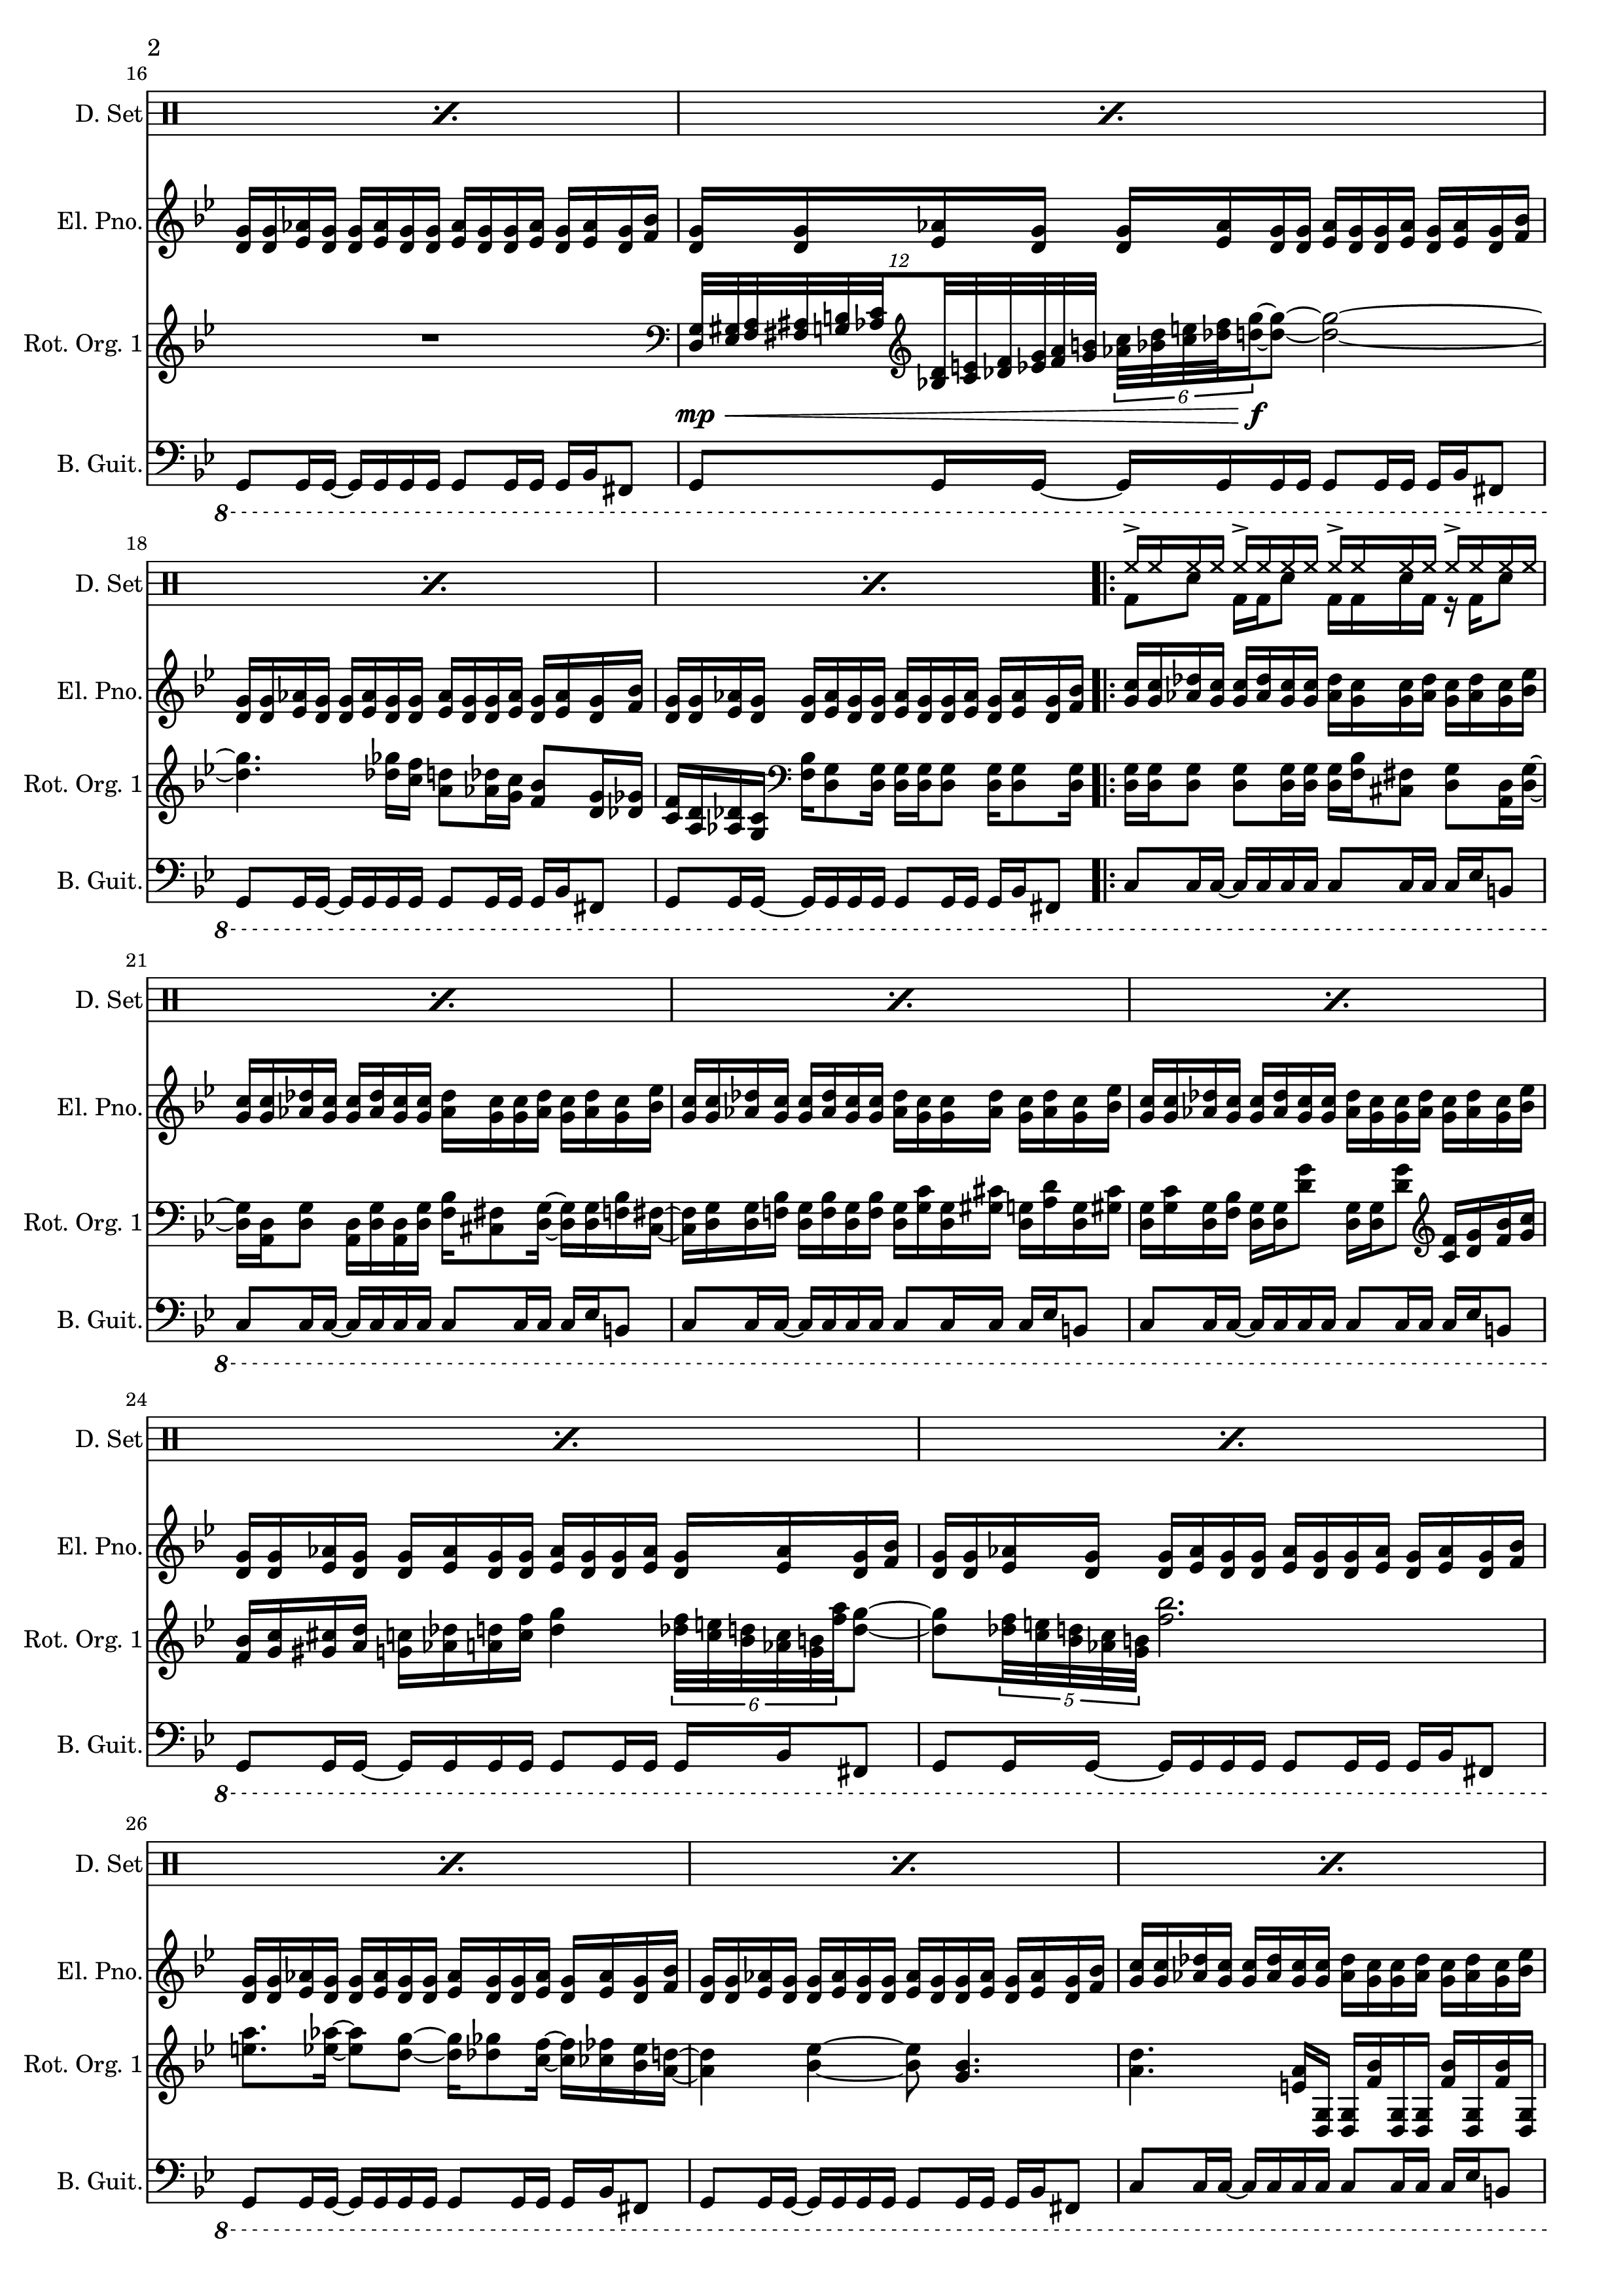 2
16
D. Set
El. Pno.
12
Rot. Org. 1
6
mp f
B. Guit.
8
18
D. Set
El. Pno.
Rot. Org. 1
B. Guit.
8
21
D. Set
El. Pno.
Rot. Org. 1
B. Guit.
8
24
D. Set
El. Pno.
Rot. Org. 1
6 5
B. Guit.
8
26
D. Set
El. Pno.
Rot. Org. 1
B. Guit.
8